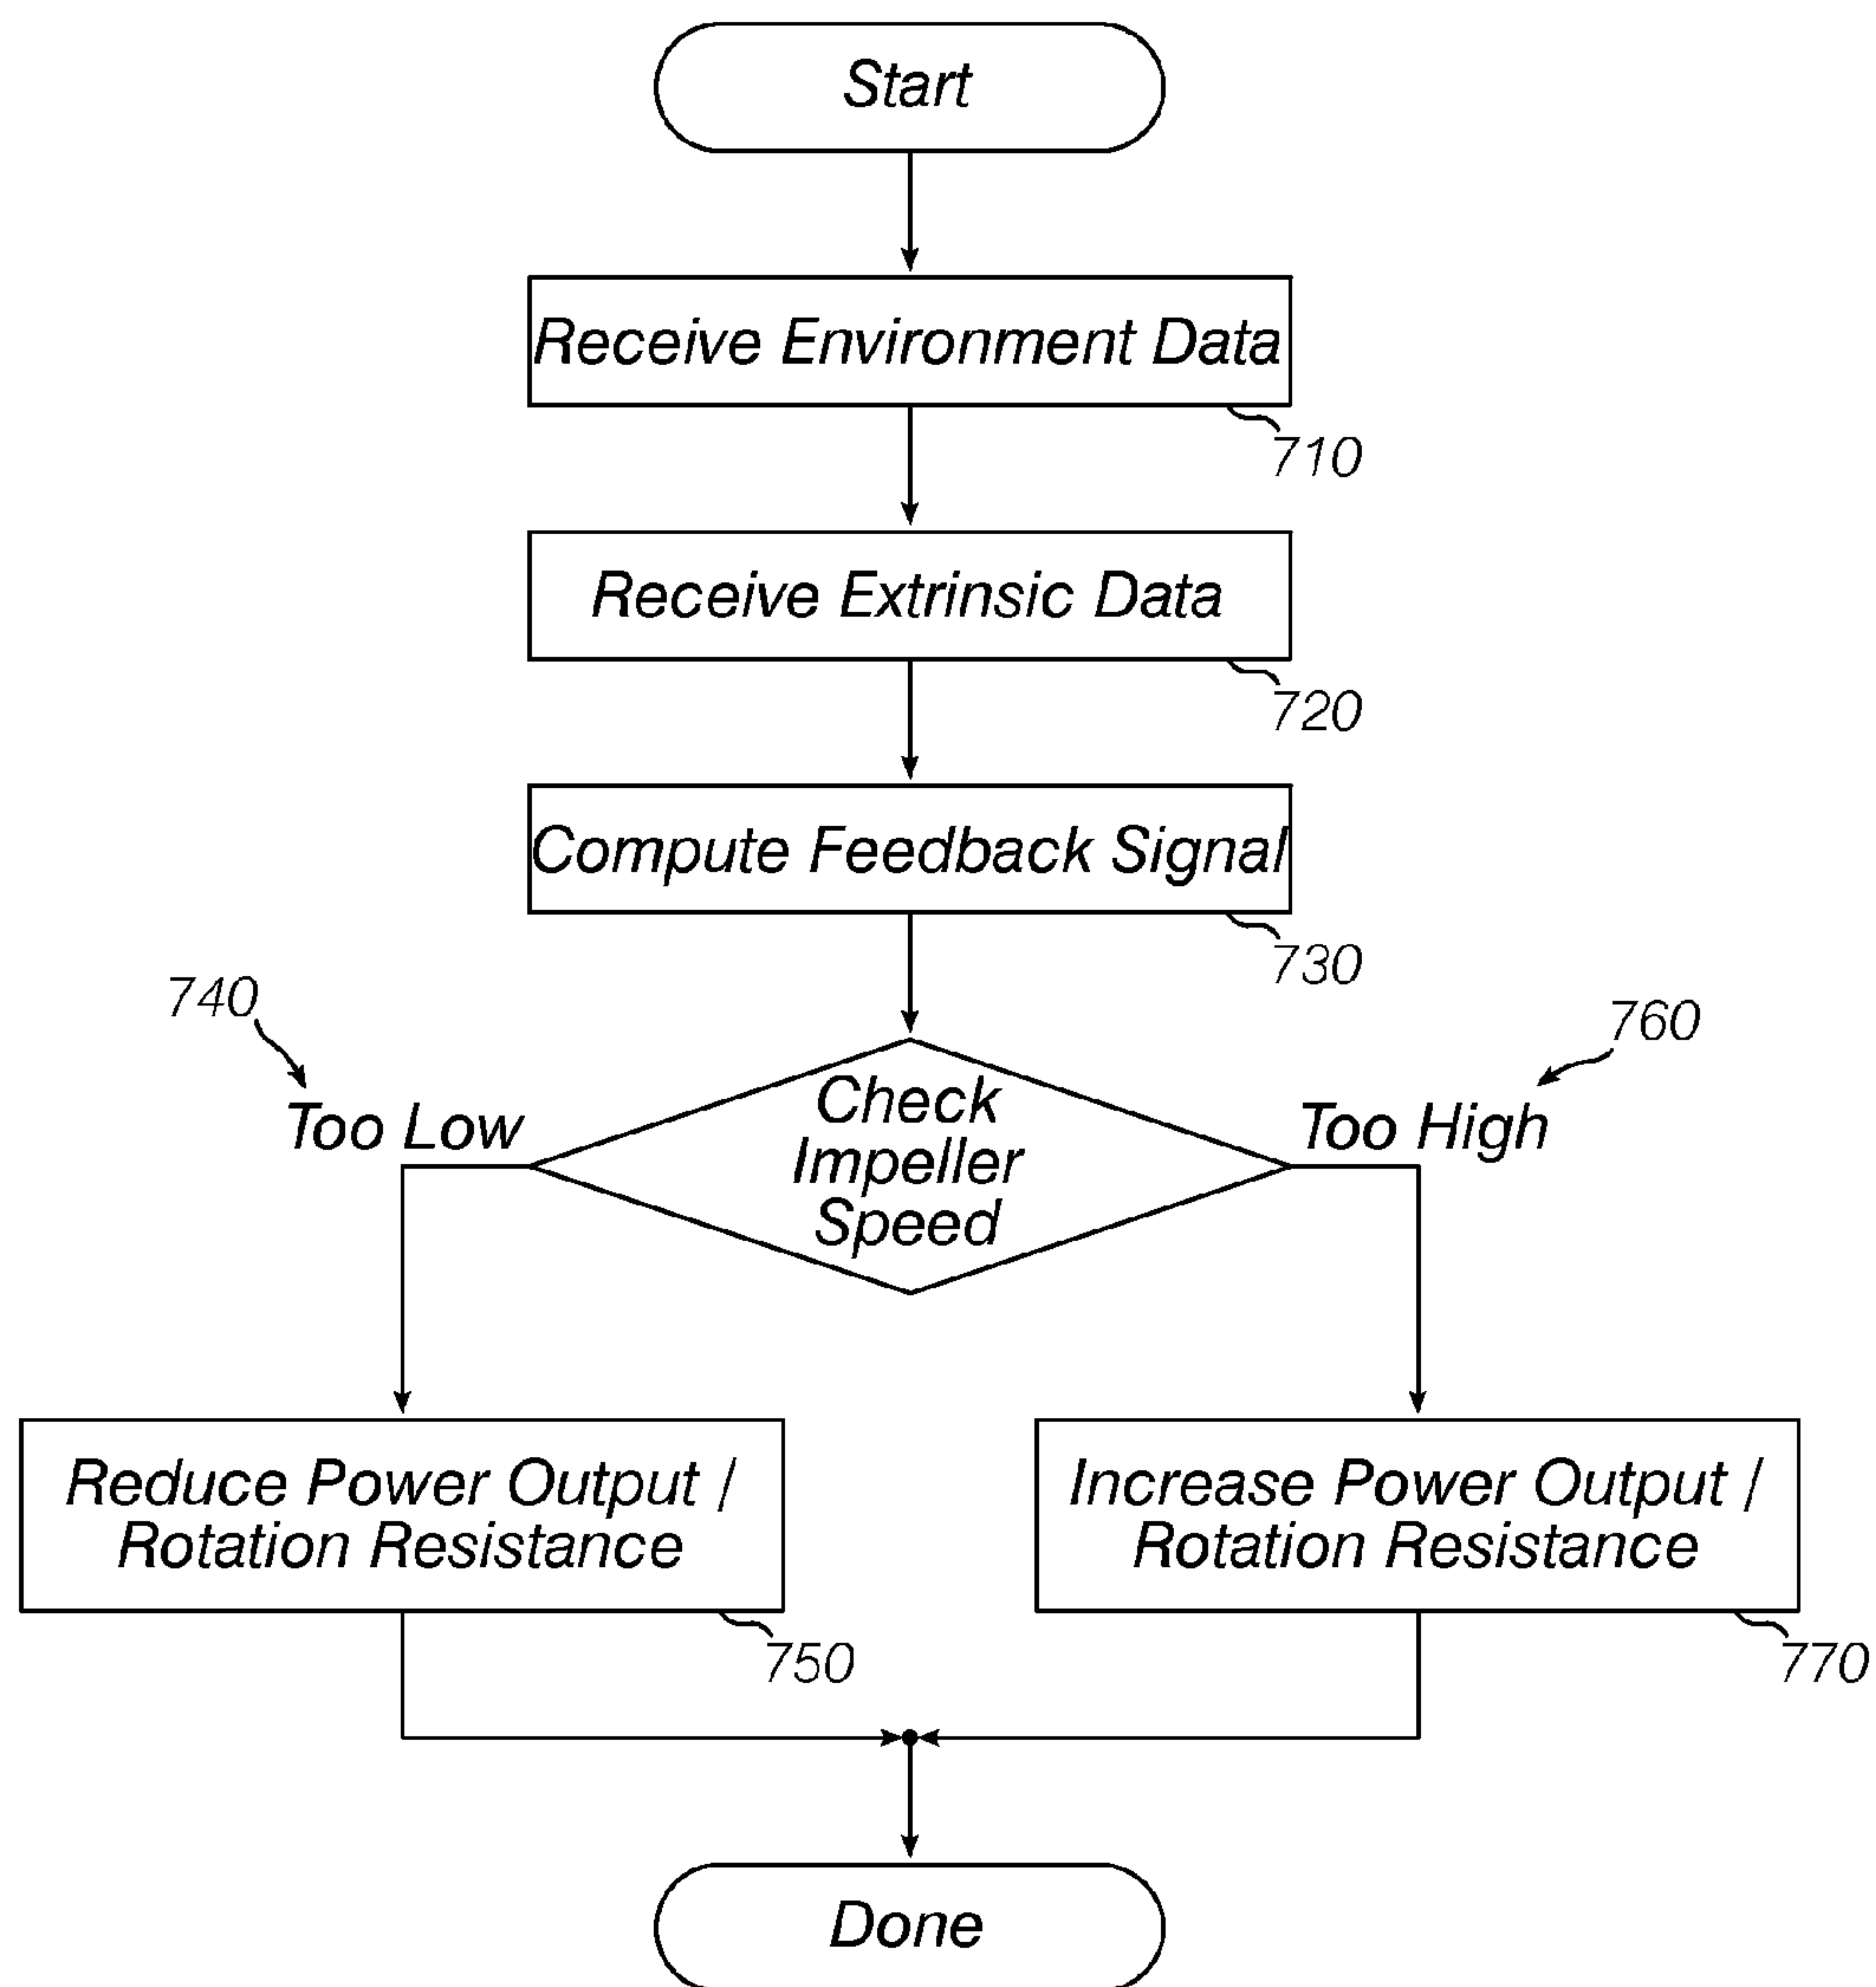 Start
Receive Environment Data
710
Receive Extrinsic Data
720
Compute Feedback Signal
730
740
760
Too Low
Check
Impeller
Speed
Too High
Reduce Power Output /
Rotation Resistance
750
Increase Power Output /
Rotation Resistance
770
Done